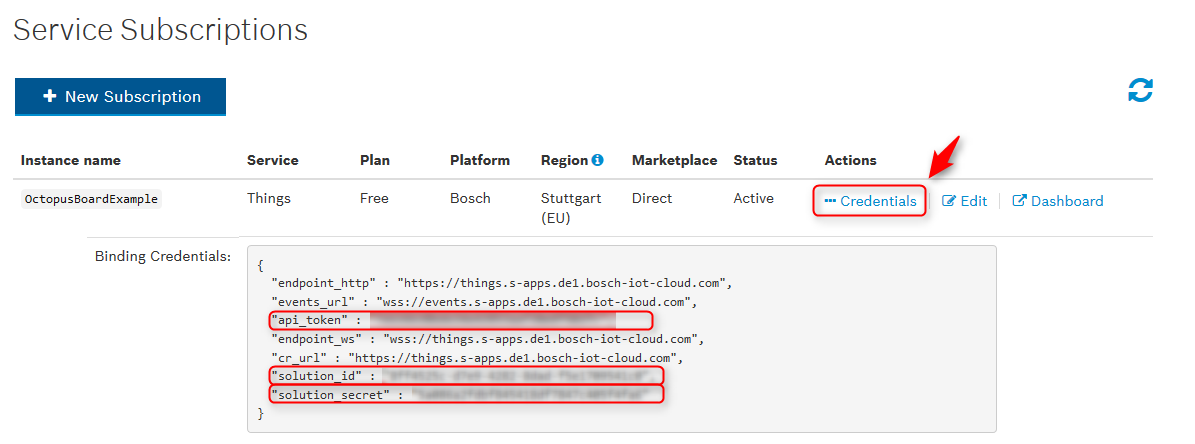 Service Subscriptions
New Subscription
Instance name Service Plan Platform Region Marketplace Status Actions
OctopusBoardExample Things Free Bosch Stuttgart (EU) Direct Active Credentials Edit Dashboard
Binding Credentials:
{
"endpoint_http" : "https://things.s-apps.de1.bosch-iot-cloud.com",
"events_url" : "wss://events.s-apps.de1.bosch-iot-cloud.com",
"api_token" :
"endpoint_ws" : "wss://things.s-apps.de1.bosch-iot-cloud.com",
"cr_url" : "https://things.s-apps.de1.bosch-iot-cloud.com",
"solution_id" :
"solution_secret" :
}